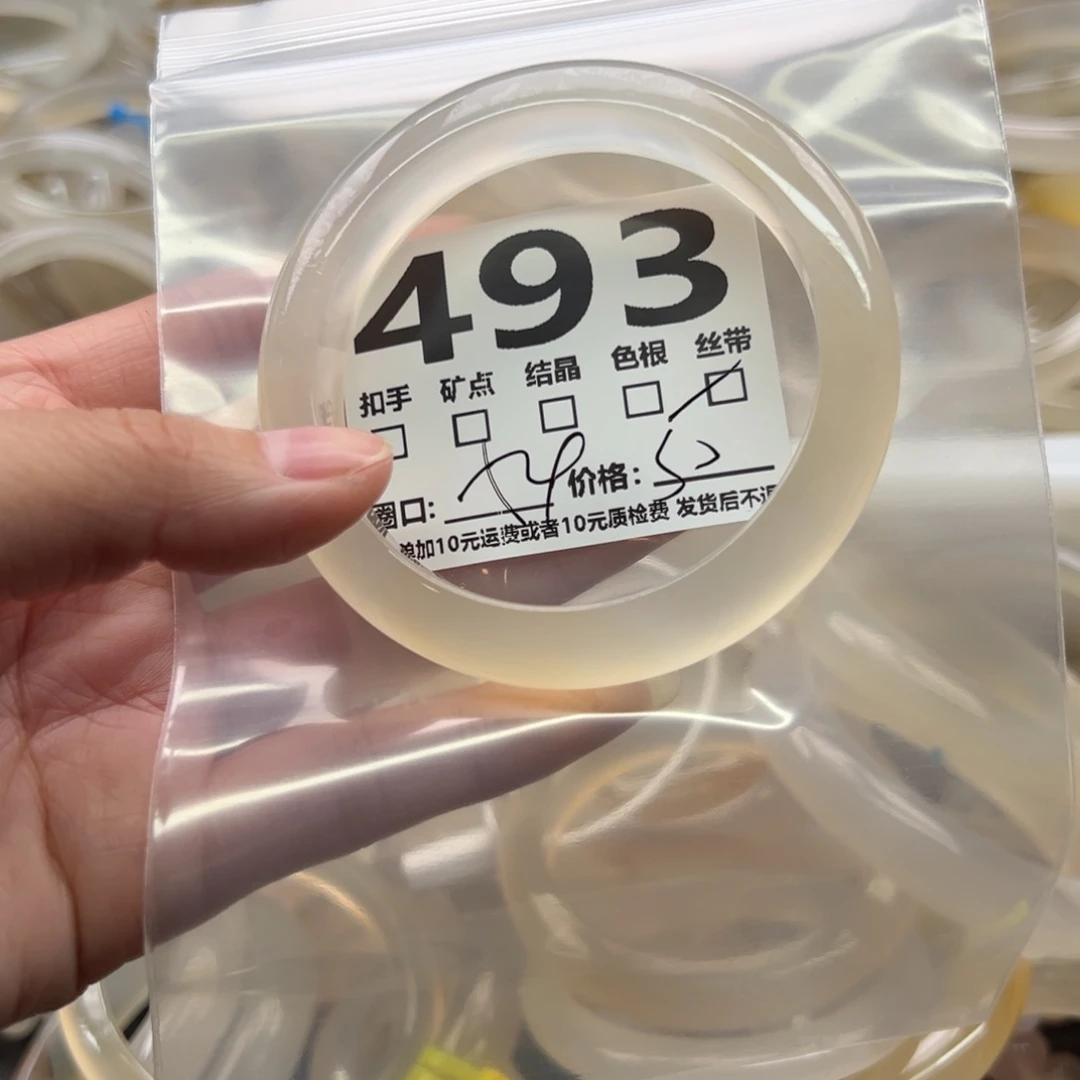 493
扣手 矿点 结晶 色根 丝带
圈口: 价格: 50
加10元运费或者10元质检费 发货后不退